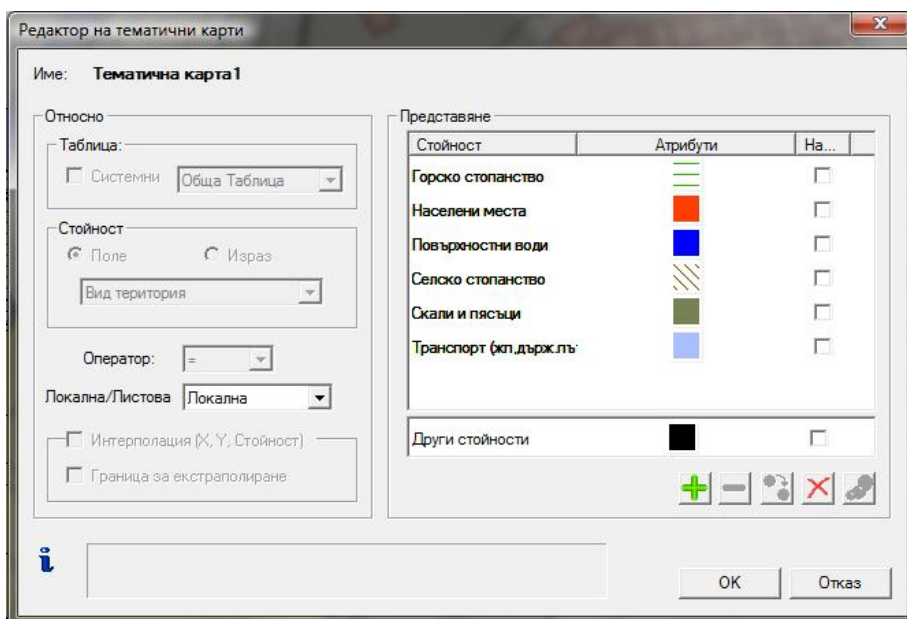 Редактор на тематични карти
Име: Тематична карта1
Относно
Таблица:
Системни Обща Таблица
Стойност
Поле Израз
Вид територия
Оператор: =
Локална/Листова Локална
Интерполация (X, Y, Стойност)
Граница за екстраполиране
Представяне
Стойност Атрибути На...
Горско стопанство
Населени места
Повърхностни води
Селско стопанство
Скали и пясъци
Транспорт (жп,държ.пъ
Други стойности
OK Отказ